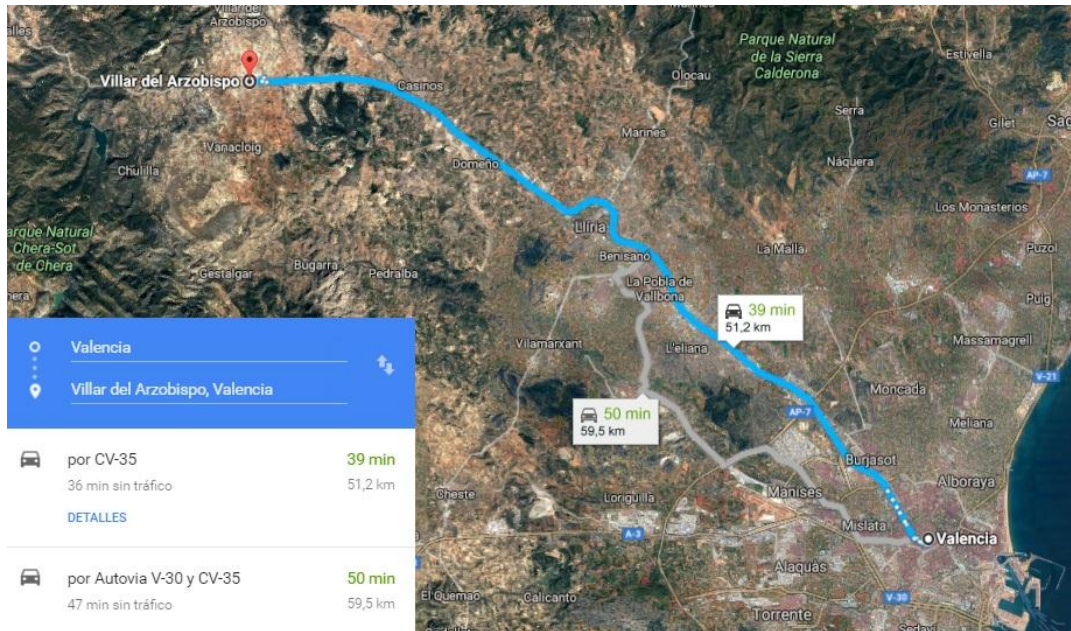 Villar del
Arzobispo
Villar del Arzobispo
Casinos
Olocau
Parque Natural
de la Sierra
Calderona
Estivella
Serra
Gilet
Marines
Náquera
AP-7
Vanacloig
Chulilla
Domeño
Los Monasterios
Llíria
La Malla
Puzol
Parque Natural
Chera-Sot
de Chera
Benisanó
Gestalgar
Bugarra
Pedralba
La Pobla de
Vallbona
39 min
51,2 km
Puig
Vilamarxant
L'eliana
Massamagrell
V-21
Moncada
50 min
59,5 km
AP-7
Meliana
Burjasot
Alboraya
Cheste
Loriguilla
Manises
A-3
Mislata
Valencia
Alaquàs
V-30
El Quemao
Calicanto
Torrente
Sedaví
Valencia
Villar del Arzobispo, Valencia
por CV-35
39 min
36 min sin tráfico
51,2 km
DETALLES
por Autovia V-30 y CV-35
50 min
47 min sin tráfico
59,5 km